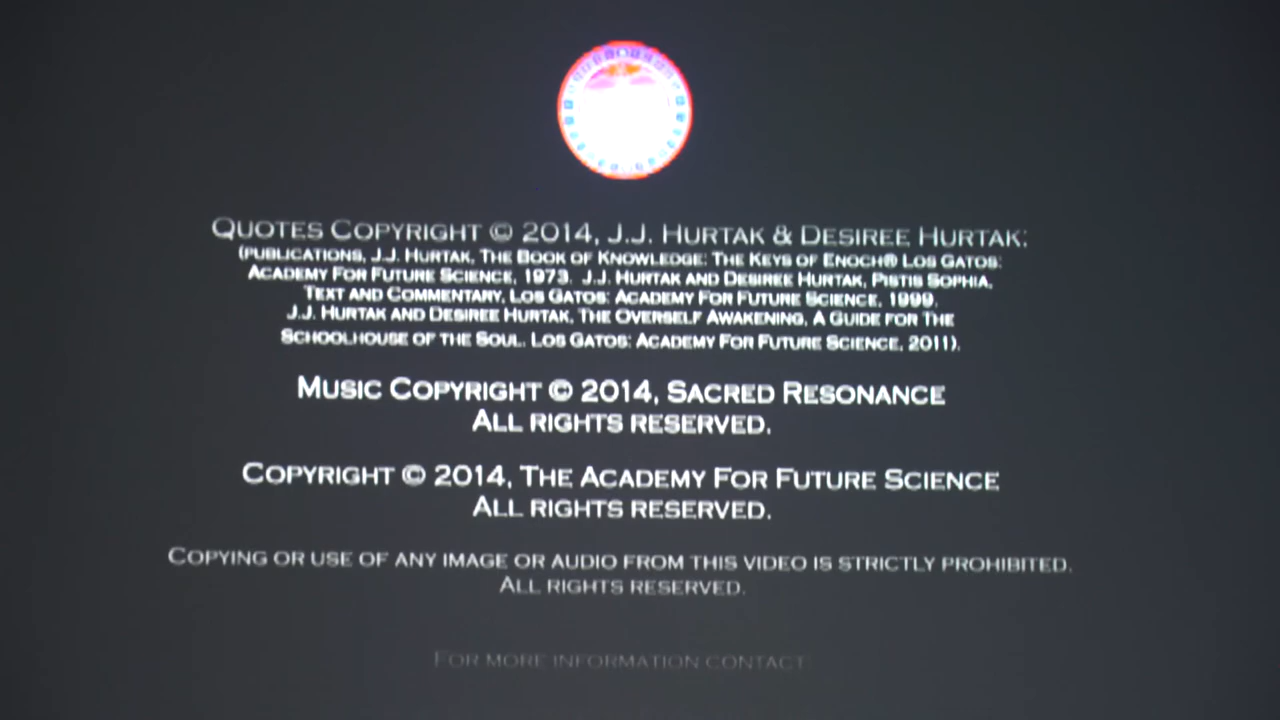 QUOTES COPYRIGHT © 2014, J.J. HURTAK & DESIREE HURTAK:
(PUBLICATIONS, J.J. HURTAK, THE BOOK OF KNOWLEDGE: THE KEYS OF ENOCH® LOS GATOS:
ACADEMY FOR FUTURE SCIENCE, 1973. J.J. HURTAK AND DESIREE HURTAK, PISTIS SOPHIA,
TEXT AND COMMENTARY, LOS GATOS: ACADEMY FOR FUTURE SCIENCE, 1999.
J.J. HURTAK AND DESIREE HURTAK, THE OVERSELF AWAKENING, A GUIDE FOR THE
SCHOOLHOUSE OF THE SOUL. LOS GATOS: ACADEMY FOR FUTURE SCIENCE, 2011).
MUSIC COPYRIGHT © 2014, SACRED RESONANCE
ALL RIGHTS RESERVED.
COPYRIGHT © 2014, THE ACADEMY FOR FUTURE SCIENCE
ALL RIGHTS RESERVED.
COPYING OR USE OF ANY IMAGE OR AUDIO FROM THIS VIDEO IS STRICTLY PROHIBITED.
ALL RIGHTS RESERVED.
FOR MORE INFORMATION CONTACT